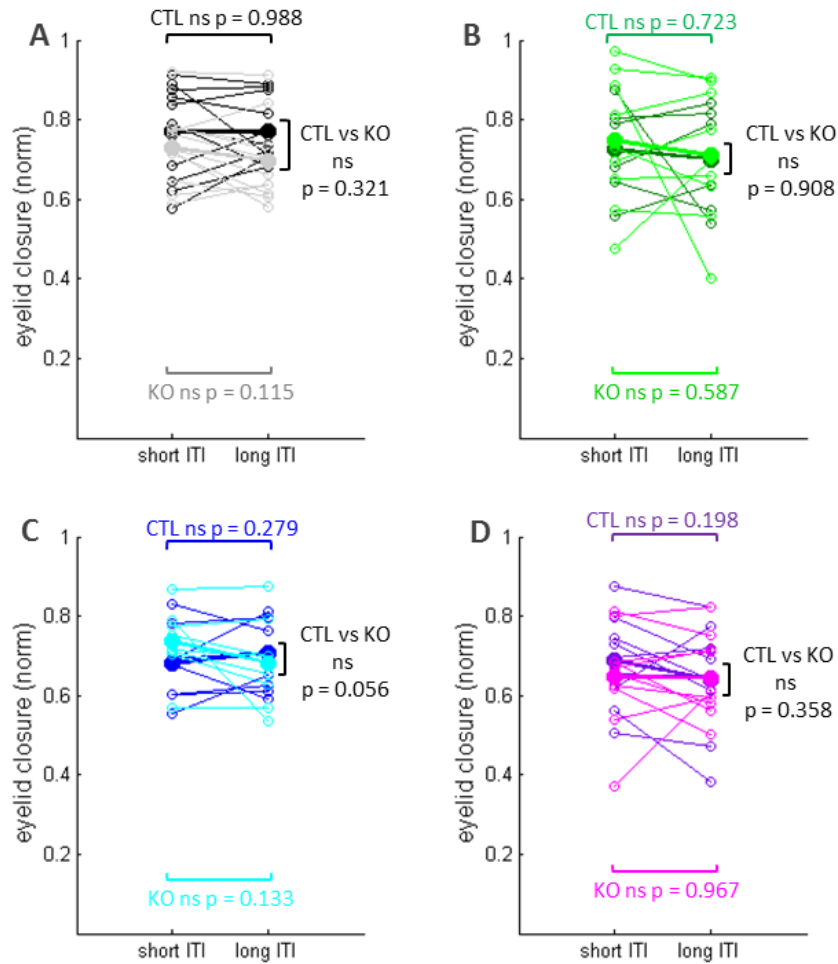 A
CTL ns p = 0.988
1
0.8
0.6
0.4
0.2
eyelid closure (norm)
CTL vs KO
ns
p = 0.321
KO ns p = 0.115
short ITI long ITI
B
CTL ns p = 0.723
1
0.8
0.6
0.4
0.2
eyelid closure (norm)
CTL vs KO
ns
p = 0.908
KO ns p = 0.587
short ITI long ITI
C
CTL ns p = 0.279
1
0.8
0.6
0.4
0.2
eyelid closure (norm)
CTL vs KO
ns
p = 0.056
KO ns p = 0.133
short ITI long ITI
D
CTL ns p = 0.198
1
0.8
0.6
0.4
0.2
eyelid closure (norm)
CTL vs KO
ns
p = 0.358
KO ns p = 0.967
short ITI long ITI